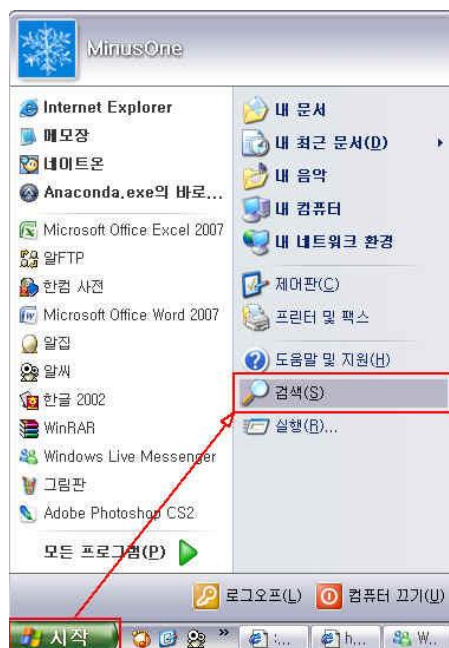 MinusOne
Internet Explorer
메모장
네이트온
Anaconda.exe의 바로...
Microsoft Office Excel 2007
알FTP
한컴 사전
Microsoft Office Word 2007
알집
알씨
한글 2002
WinRAR
Windows Live Messenger
그림판
Adobe Photoshop CS2
모든 프로그램(P)
내 문서
내 최근 문서(D)
내 음악
내 컴퓨터
내 네트워크 환경
제어판(C)
프린터 및 팩스
도움말 및 지원(H)
검색(S)
실행(R)...
로그오프(L)
컴퓨터 끄기(U)
시작
:...
h...
W...